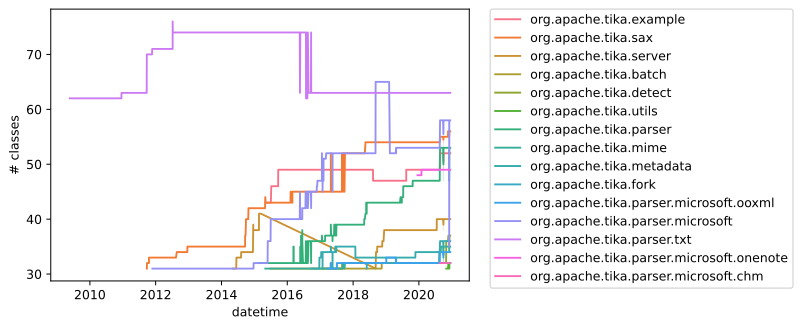 # classes
70
60
50
40
30
2010 2012 2014 2016 2018 2020
datetime
org.apache.tika.example
org.apache.tika.sax
org.apache.tika.server
org.apache.tika.batch
org.apache.tika.detect
org.apache.tika.utils
org.apache.tika.parser
org.apache.tika.mime
org.apache.tika.metadata
org.apache.tika.fork
org.apache.tika.parser.microsoft.ooxml
org.apache.tika.parser.microsoft
org.apache.tika.parser.txt
org.apache.tika.parser.microsoft.onenote
org.apache.tika.parser.microsoft.chm